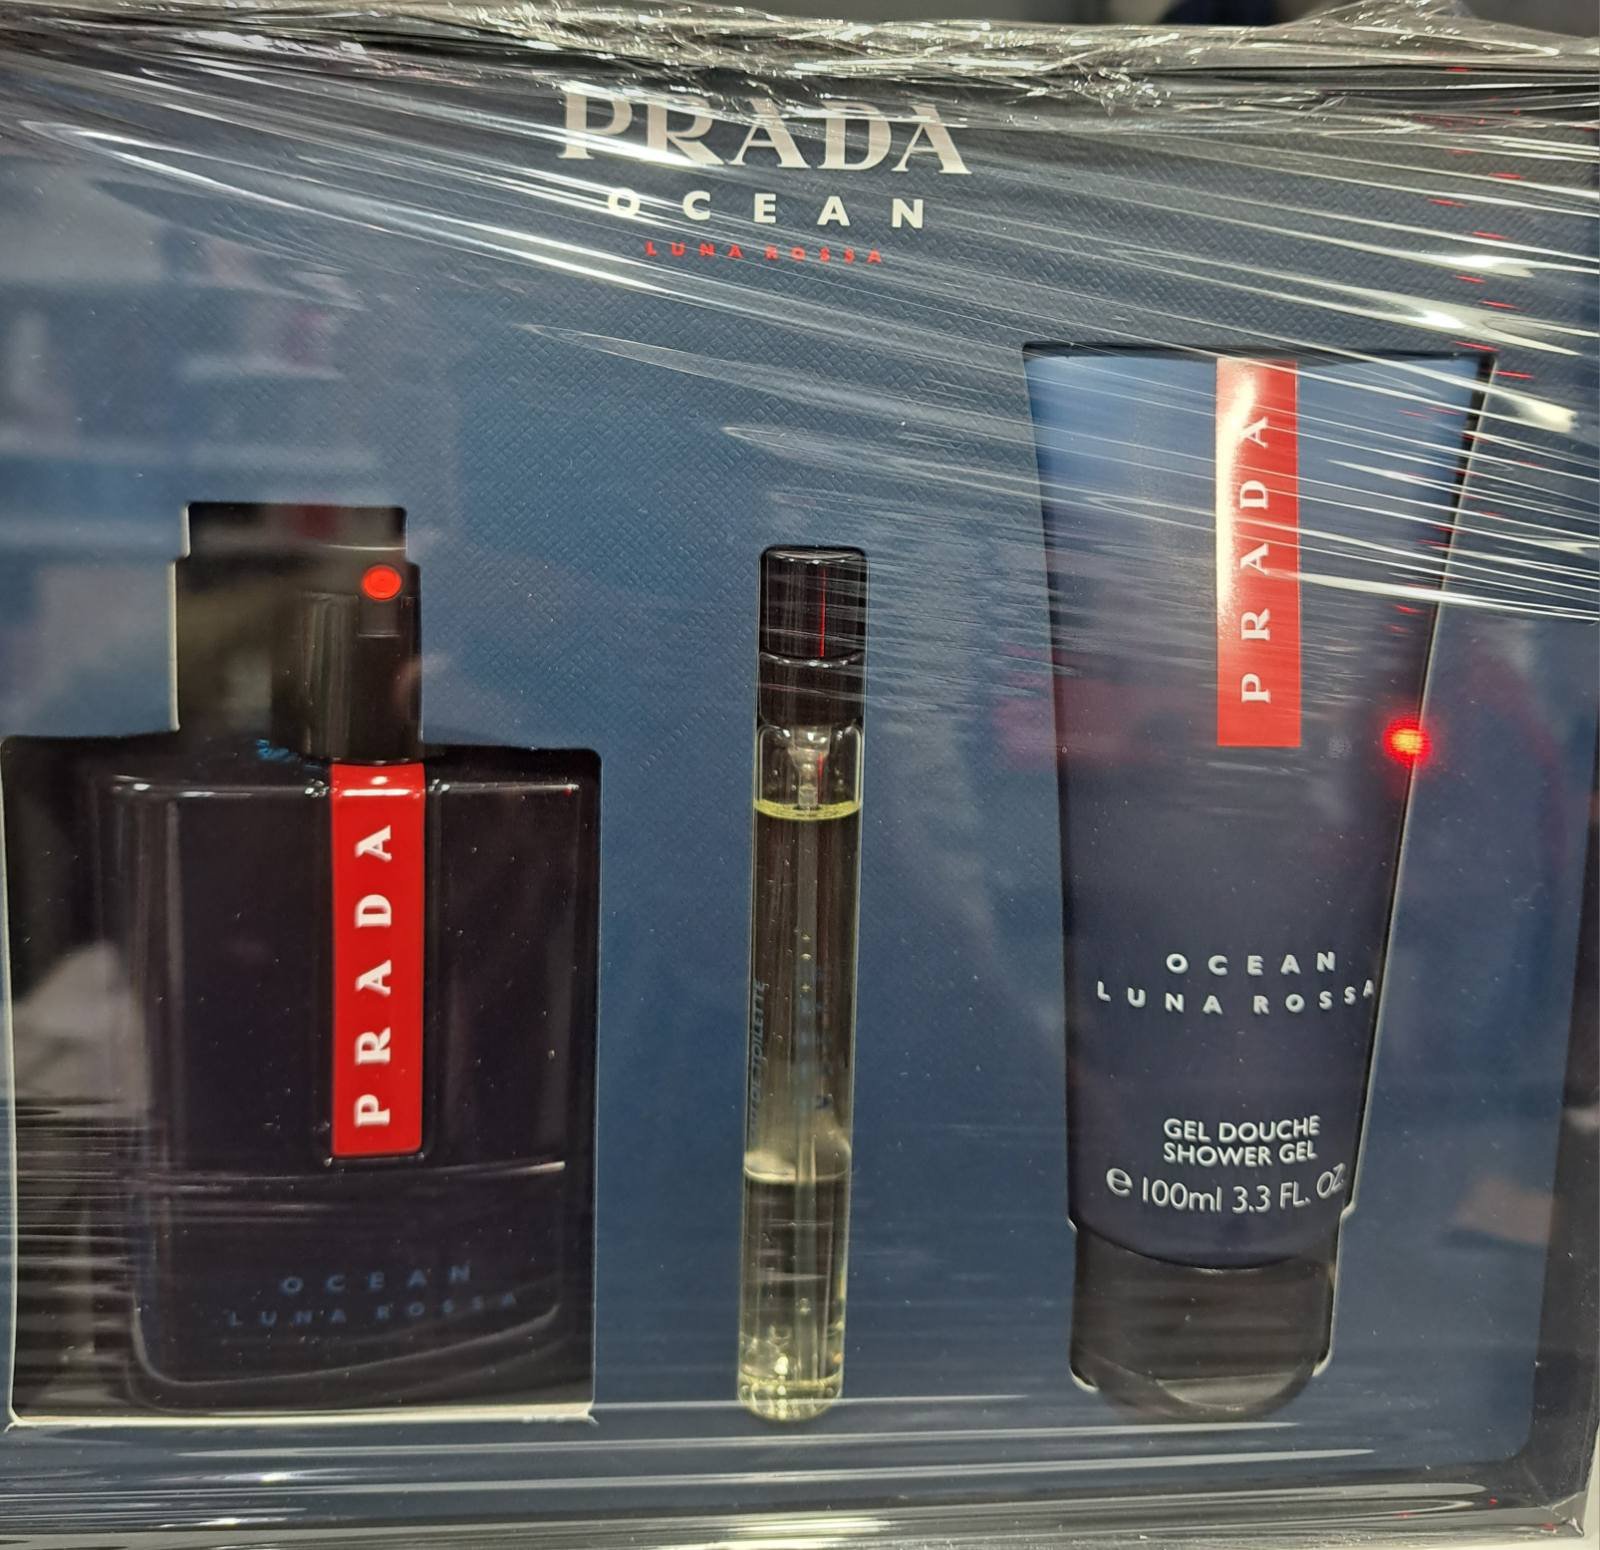 PRADA
OCEAN
LUNA ROSSA
PRADA
OCEAN
LUNA ROSSA
PRADA
OCEAN
LUNA ROSSA
GEL DOUCHE
SHOWER GEL
e 100ml 3.3 FL. OZ.